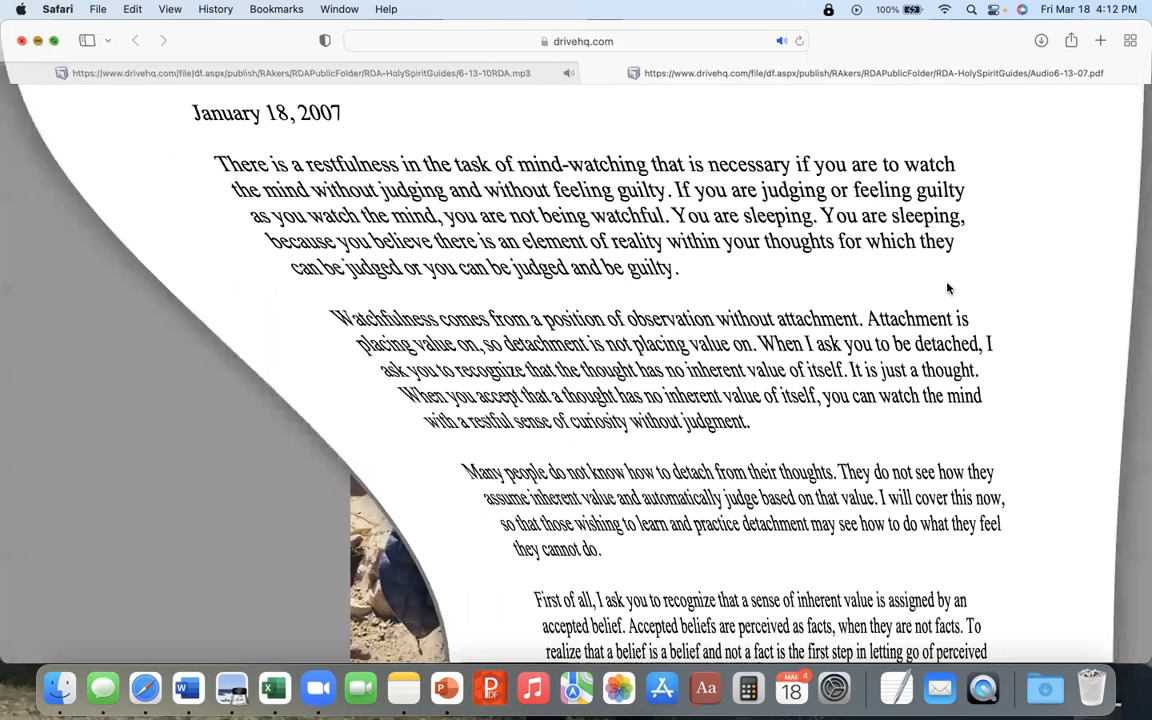 Safari File Edit View History Bookmarks Window Help 100% Fri Mar 18 4:12 PM
drivehq.com
https://www.drivehq.com/file/df.aspx/publish/RAkers/RDAPublicFolder/RDA-HolySpiritGuides/6-13-10RDA.mp3
https://www.drivehq.com/file/df.aspx/publish/RAkers/RDAPublicFolder/RDA-HolySpiritGuides/Audio6-13-07.pdf
January 18, 2007
There is a restfulness in the task of mind-watching that is necessary if you are to watch
the mind without judging and without feeling guilty. If you are judging or feeling guilty
as you watch the mind, you are not being watchful. You are sleeping. You are sleeping,
because you believe there is an element of reality within your thoughts for which they
can be judged or you can be judged and be guilty.
Watchfulness comes from a position of observation without attachment. Attachment is
placing value on, so detachment is not placing value on. When I ask you to be detached, I
ask you to recognize that the thought has no inherent value of itself. It is just a thought.
When you accept that a thought has no inherent value of itself, you can watch the mind
with a restful sense of curiosity without judgment.
Many people do not know how to detach from their thoughts. They do not see how they
assume inherent value and automatically judge based on that value. I will cover this now,
so that those wishing to learn and practice detachment may see how to do what they feel
they cannot do.
First of all, I ask you to recognize that a sense of inherent value is assigned by an
accepted belief. Accepted beliefs are perceived as facts, when they are not facts. To
realize that a belief is a belief and not a fact is the first step in letting go of perceived
MAR 4
18
Aa